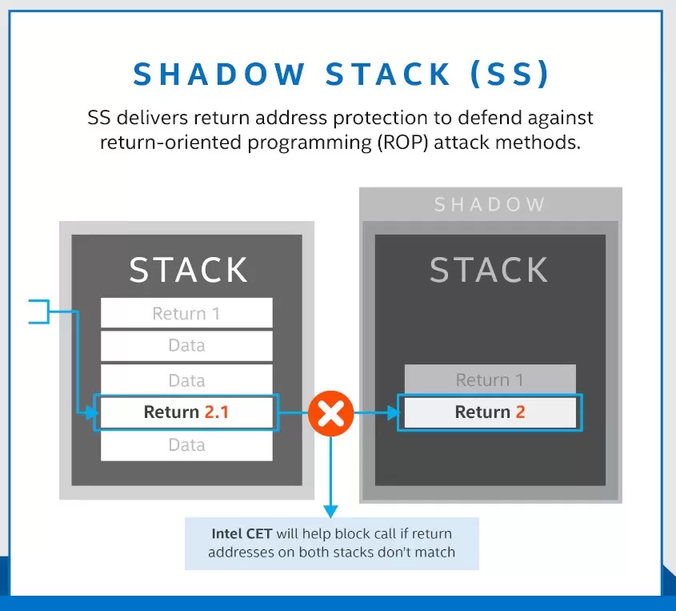 SHADOW STACK (SS)
SS delivers return address protection to defend against
return-oriented programming (ROP) attack methods.
STACK
Return 1
Data
Data
Return 2.1
Data
SHADOW
STACK
Return 1
Return 2
Intel CET will help block call if return
addresses on both stacks don't match